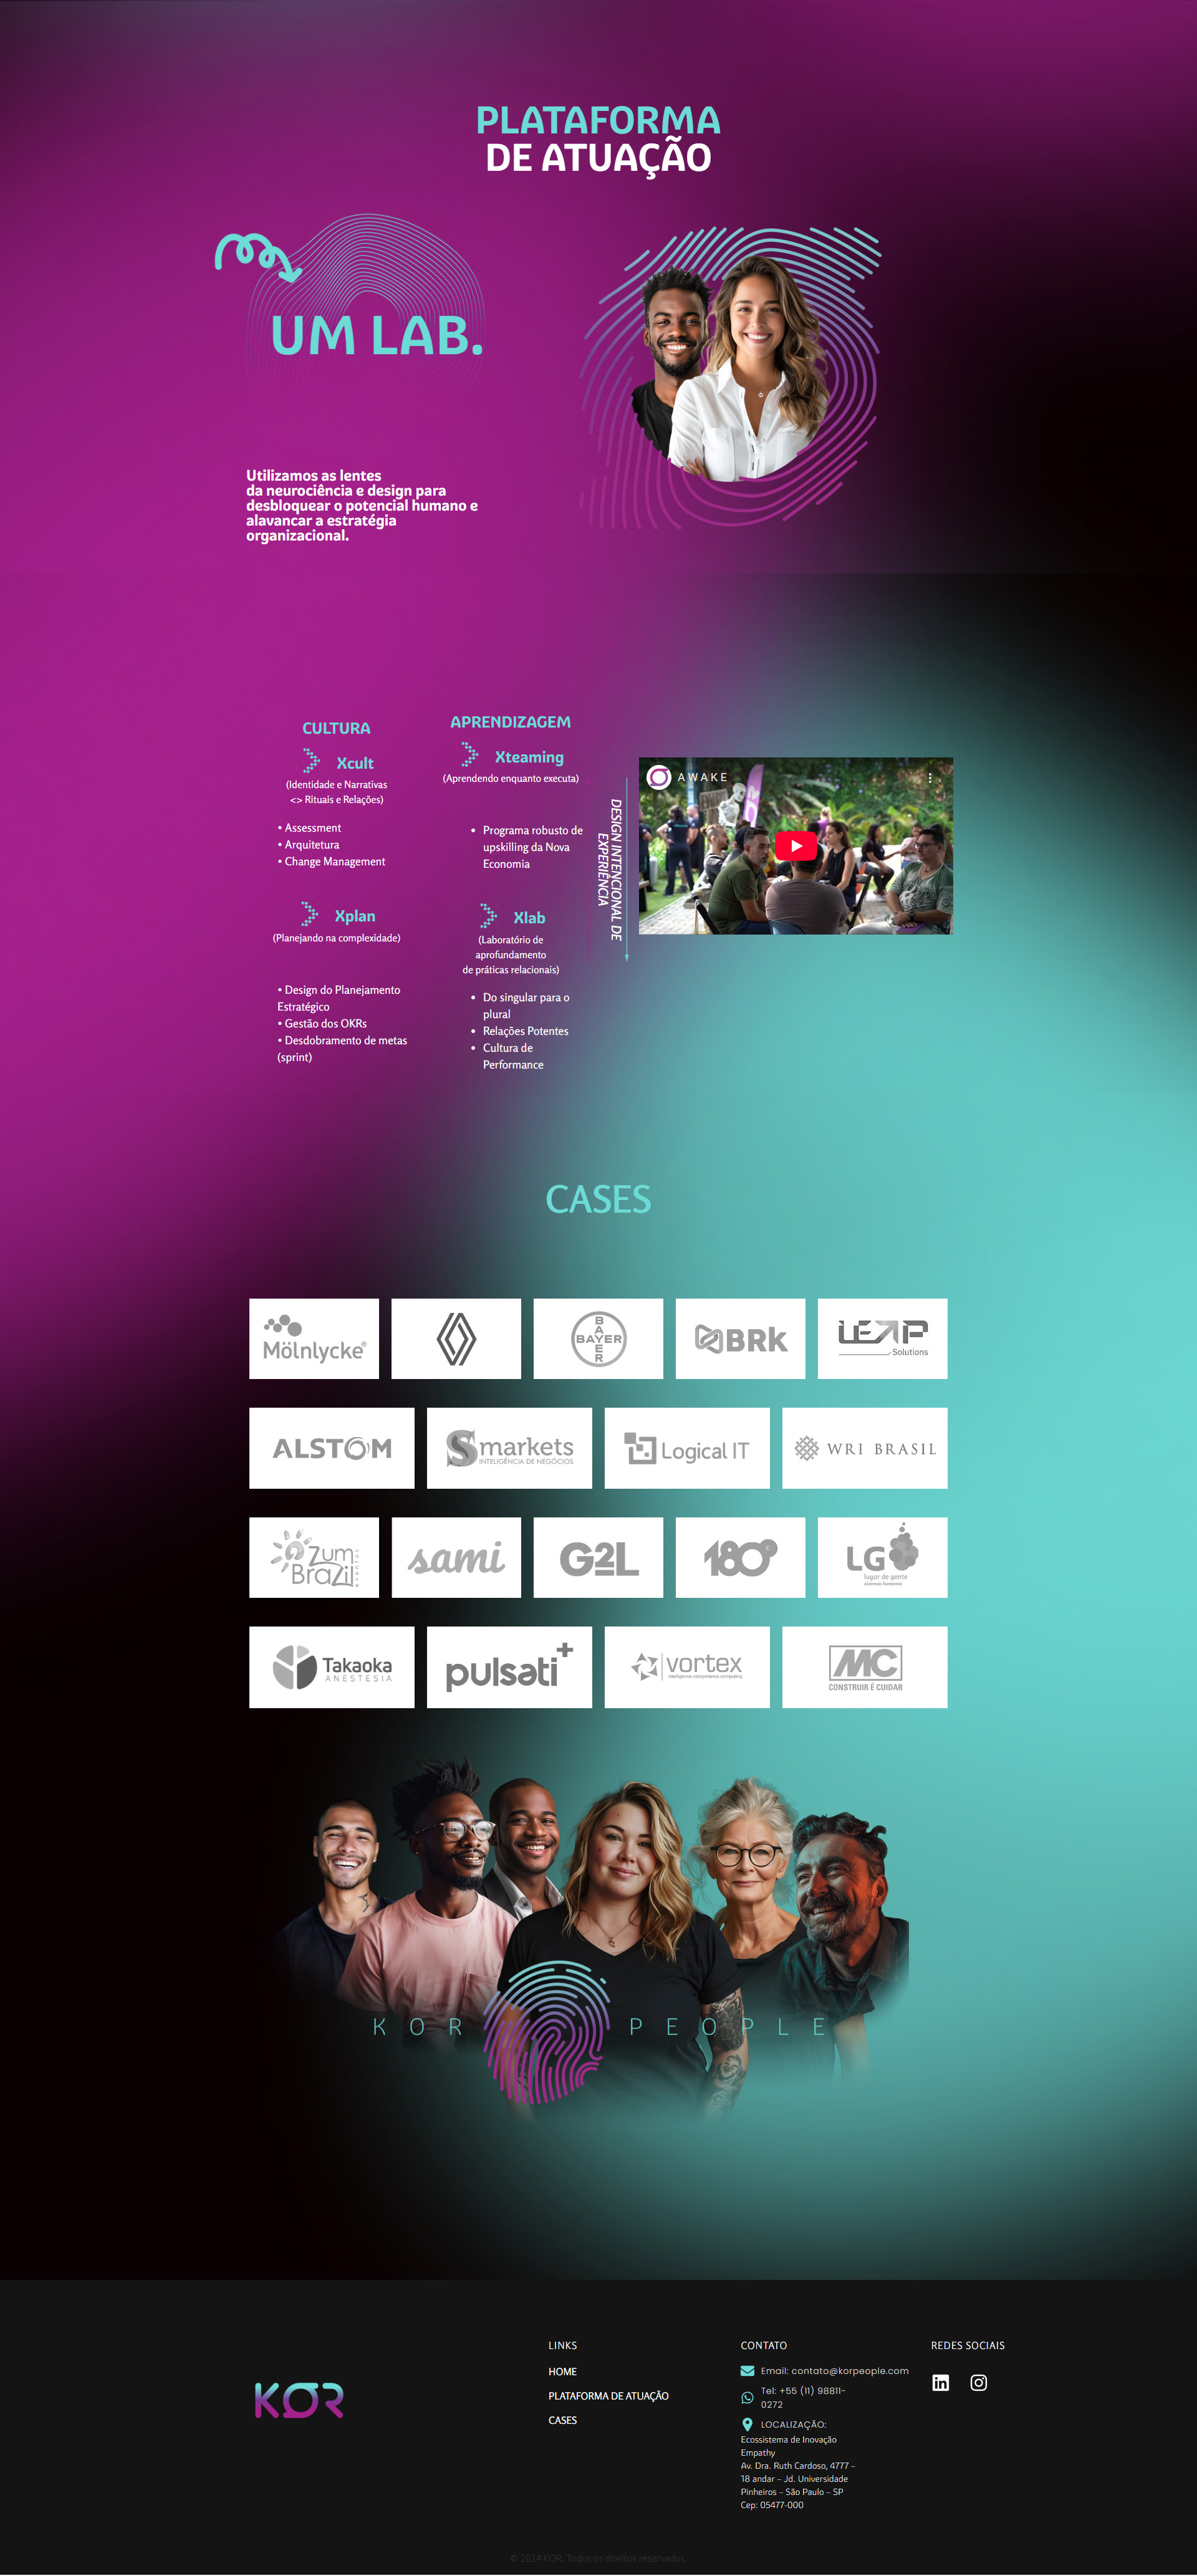 PLATAFORMA
DE ATUAÇÃO
UM LAB.
Utilizamos as lentes
da neurociência e design para
desbloquear o potencial humano e
alavancar a estratégia
organizacional.
CULTURA
Xcult
(Identidade e Narrativas
<> Rituais e Relações)
• Assessment
• Arquitetura
• Change Management
Xplan
(Planejando na complexidade)
• Design do Planejamento
Estratégico
• Gestão dos OKRs
• Desdobramento de metas
(sprint)
APRENDIZAGEM
Xteaming
(Aprendendo enquanto executa)
• Programa robusto de
upskilling da Nova
Economia
Xlab
(Laboratório de
aprofundamento
de práticas relacionais)
• Do singular para o
plural
• Relações Potentes
• Cultura de
Performance
DESIGN INTENCIONAL DE
EXPERIÊNCIA
AWAKE
CASES
Mölnlycke®
BAYER
BAYER
BRK
LEAP
Solutions
ALSTOM
Smarkets
INTELIGÊNCIA DE NEGÓCIOS
Logical IT
WRI BRASIL
Zum
Brazil
eventos
sami
G2L
180°
LG
lugar de gente
Takaoka
ANESTESIA
pulsati+
vortex
MC
CONSTRUIR É CUIDAR
KOR PEOPLE
KOR
LINKS
HOME
PLATAFORMA DE ATUAÇÃO
CASES
CONTATO
Email: contato@korpeople.com
Tel: +55 (11) 98811-
0272
LOCALIZAÇÃO:
Ecossistema de Inovação
Empathy
Av. Dra. Ruth Cardoso, 4777 –
18 andar – Jd. Universidade
Pinheiros – São Paulo – SP
Cep: 05477-000
REDES SOCIAIS
© 2024 KOR. Todos os direitos reservados.